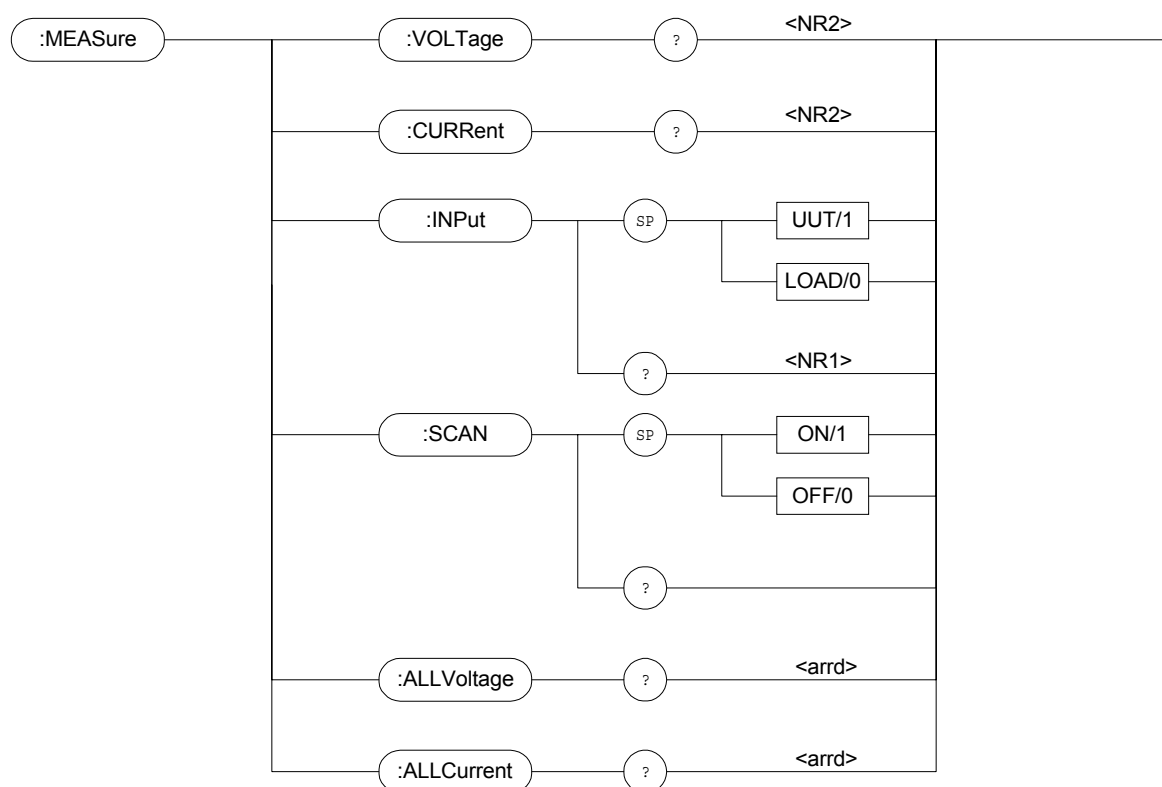 :MEASure :VOLTage ? <NR2>
:CURRent ? <NR2>
:INPut SP UUT/1
LOAD/0
? <NR1>
:SCAN SP ON/1
OFF/0
?
:ALLVoltage ? <arrd>
:ALLCurrent ? <arrd>